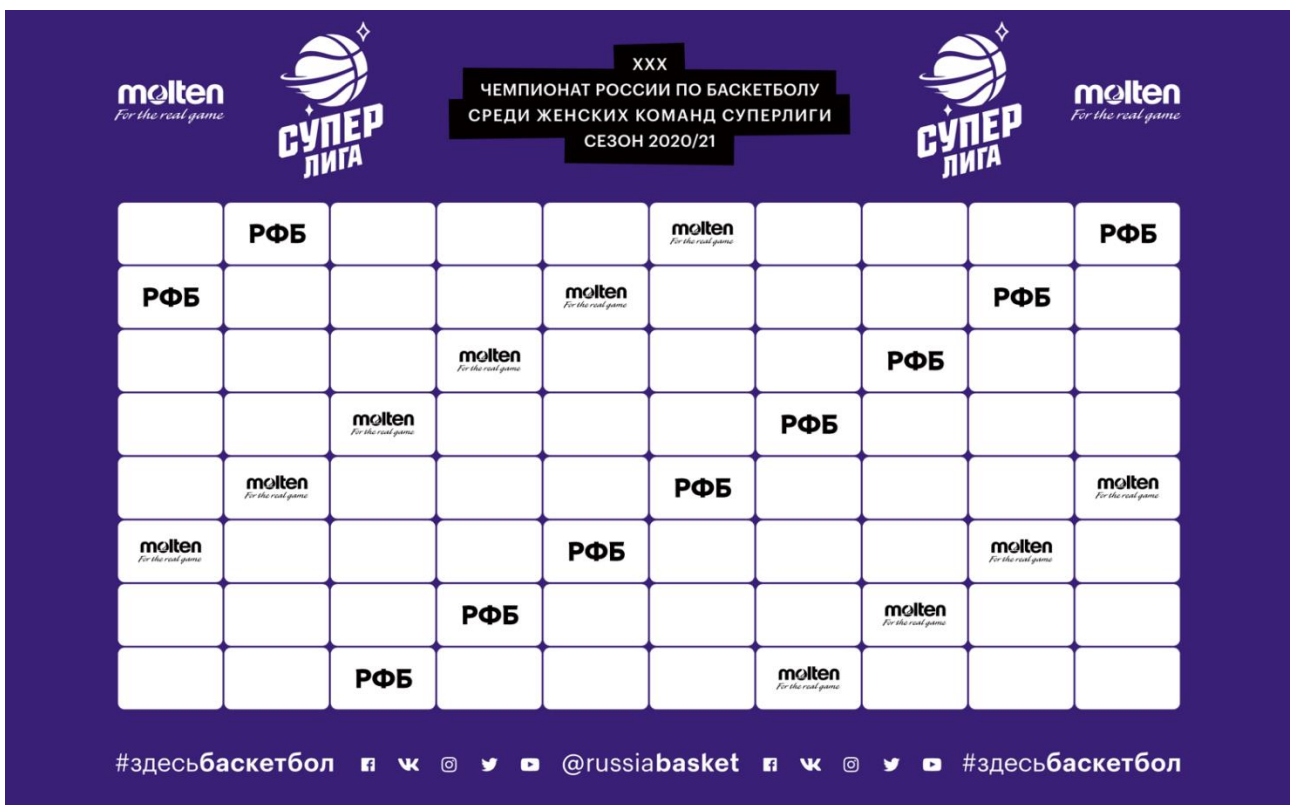 molten
For the real game
СУПЕР
ЛИГА
XXX
ЧЕМПИОНАТ РОССИИ ПО БАСКЕТБОЛУ
СРЕДИ ЖЕНСКИХ КОМАНД СУПЕРЛИГИ
СЕЗОН 2020/21
СУПЕР
ЛИГА
molten
For the real game
РФБ
molten
For the real game
РФБ
РФБ
molten
For the real game
РФБ
molten
For the real game
РФБ
molten
For the real game
РФБ
molten
For the real game
РФБ
molten
For the real game
molten
For the real game
РФБ
molten
For the real game
РФБ
molten
For the real game
РФБ
molten
For the real game
#здесьбаскетбол @russiabasket #здесьбаскетбол